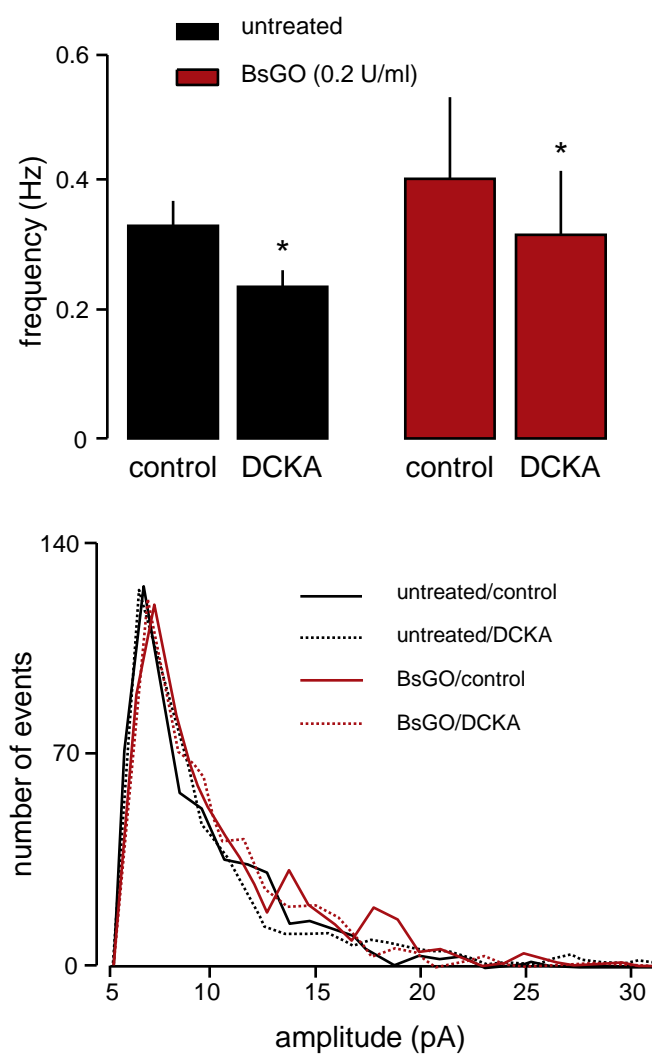 untreated
BsGO (0.2 U/ml)
0.6
0.4
0.2
0
frequency (Hz)
*
*
control DCKA control DCKA
140
70
0
number of events
untreated/control
untreated/DCKA
BsGO/control
BsGO/DCKA
5 10 15 20 25 30
amplitude (pA)